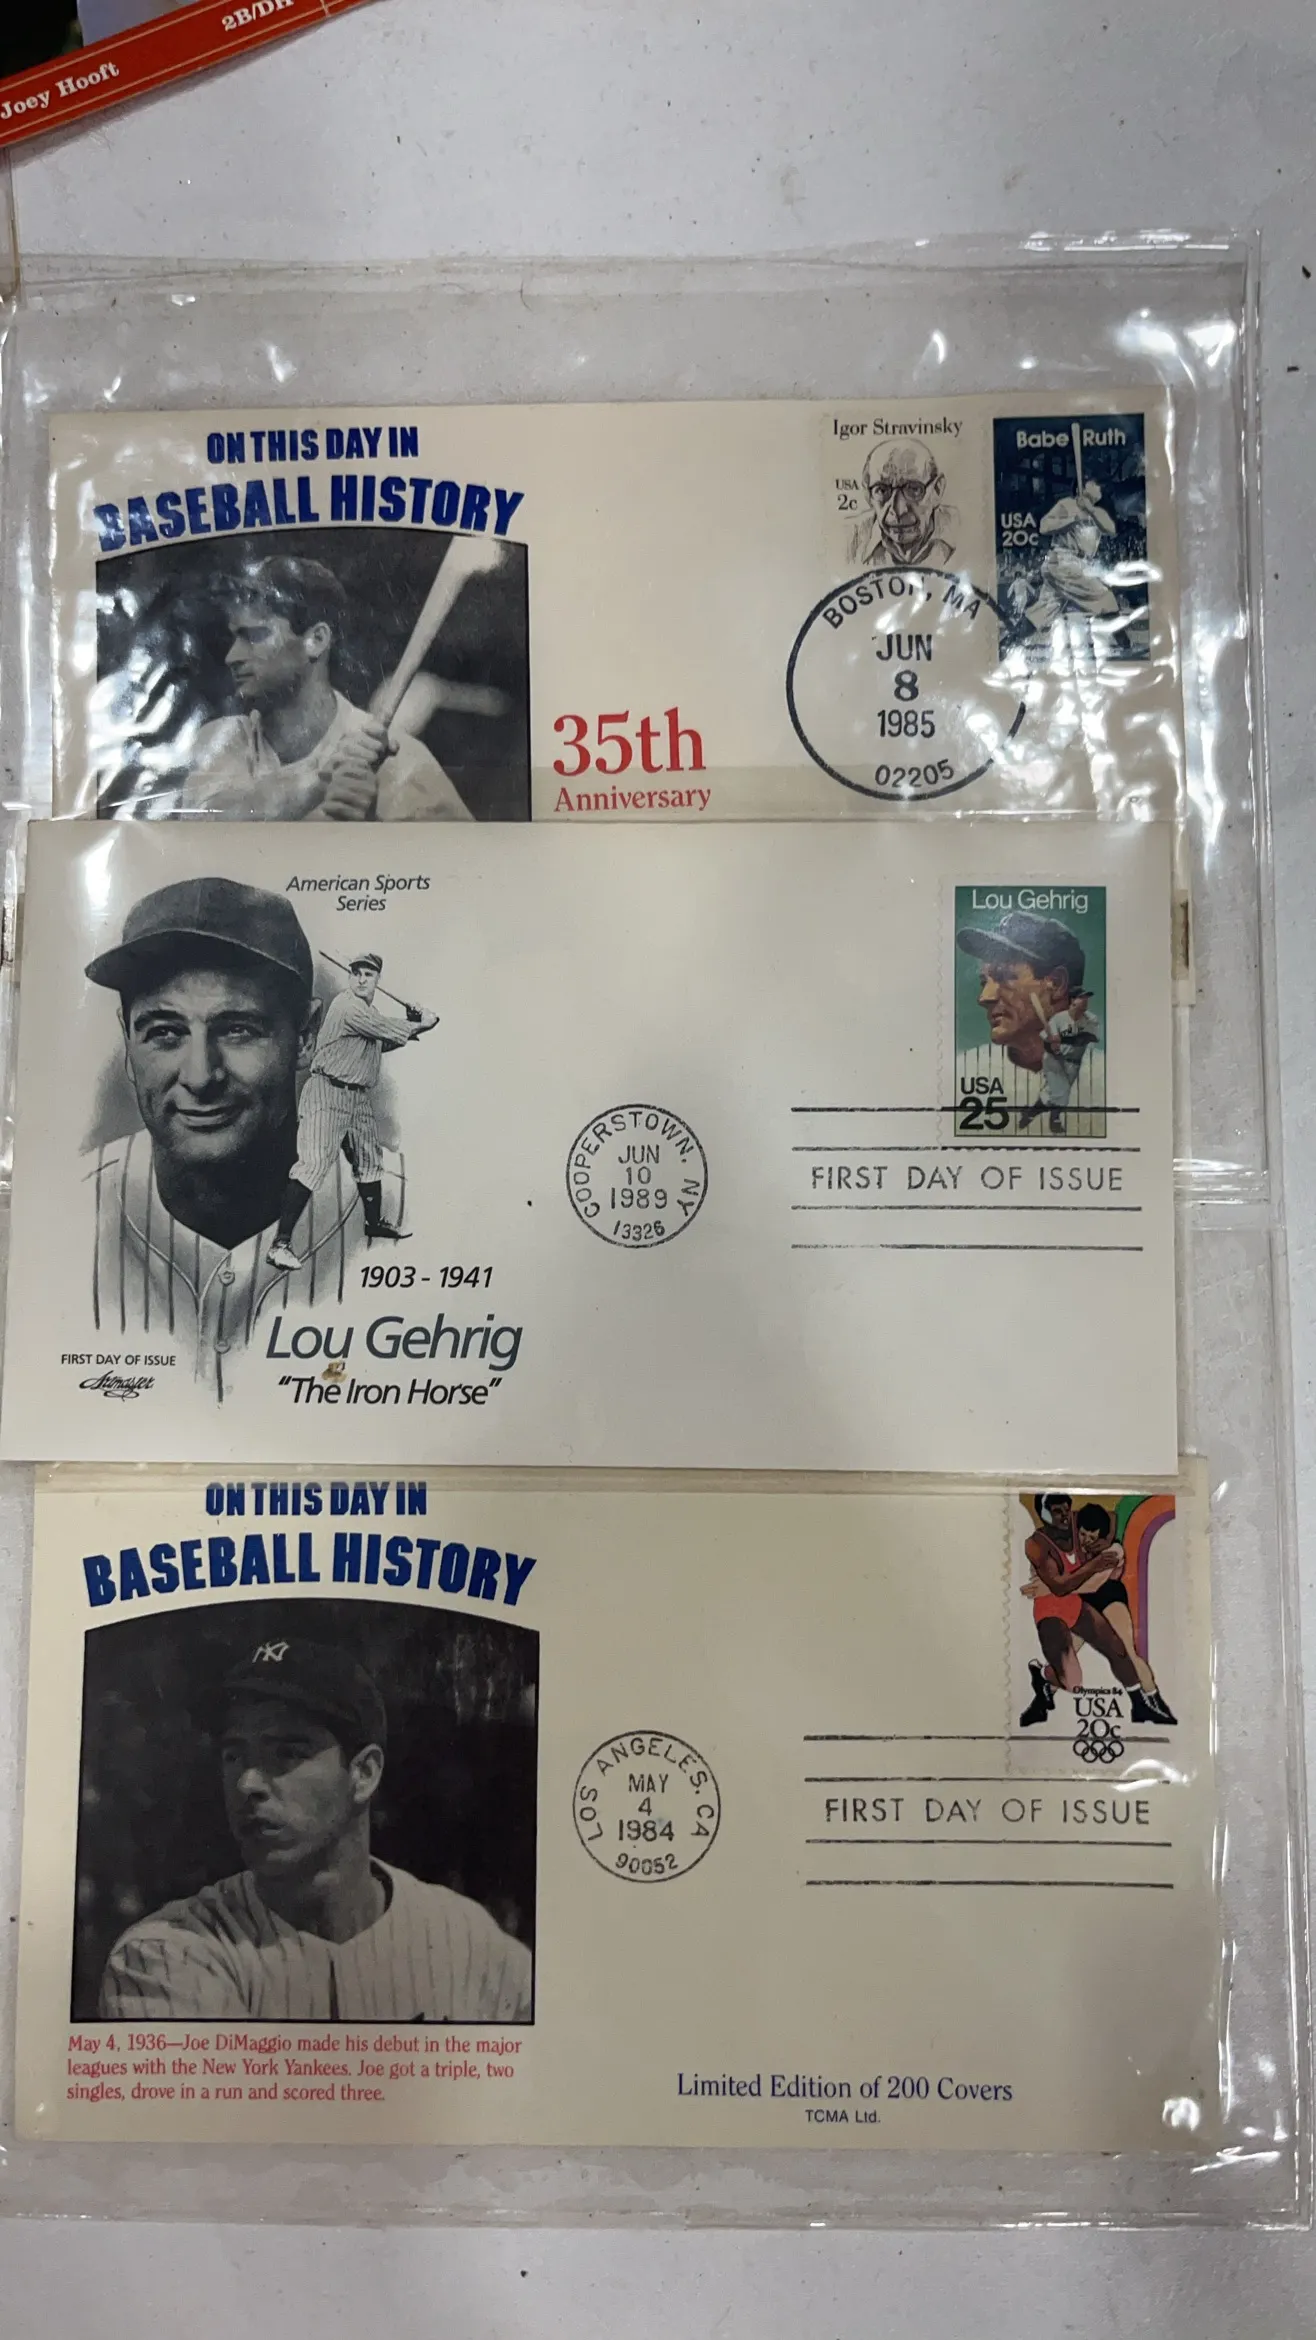 Joey Hooft
2B/DH
ON THIS DAY IN
BASEBALL HISTORY
35th
Anniversary
Igor Stravinsky
USA
2c
Babe Ruth
USA
20c
BOSTON, MA
JUN
8
1985
02205
American Sports
Series
1903 - 1941
Lou Gehrig
"The Iron Horse"
FIRST DAY OF ISSUE
Artmaster
COOPERSTOWN, NY
JUN
10
1989
13326
Lou Gehrig
USA
25
FIRST DAY OF ISSUE
ON THIS DAY IN
BASEBALL HISTORY
NY
May 4, 1936—Joe DiMaggio made his debut in the major
leagues with the New York Yankees. Joe got a triple, two
singles, drove in a run and scored three.
LOS ANGELES, CA
MAY
4
1984
90052
Olympics 84
USA
20c
FIRST DAY OF ISSUE
Limited Edition of 200 Covers
TCMA Ltd.